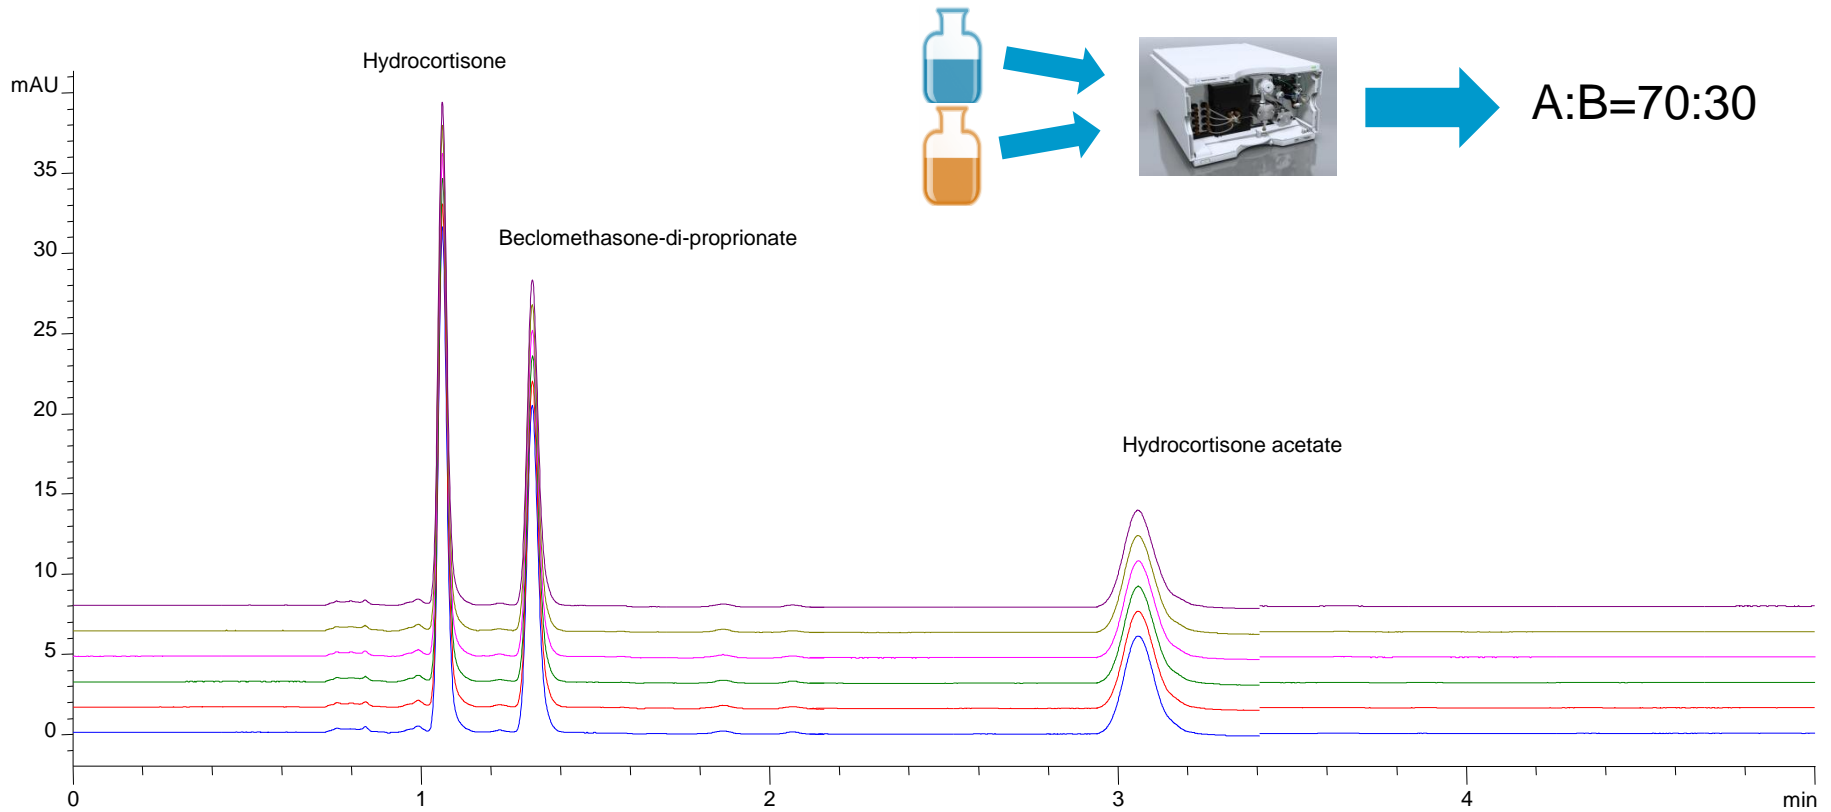 Hydrocortisone
mAU
A:B=70:30
35
Beclomethasone-di-proprionate
30
25
20
Hydrocortisone acetate
15
10
5
0
0 1 2 3 4 min